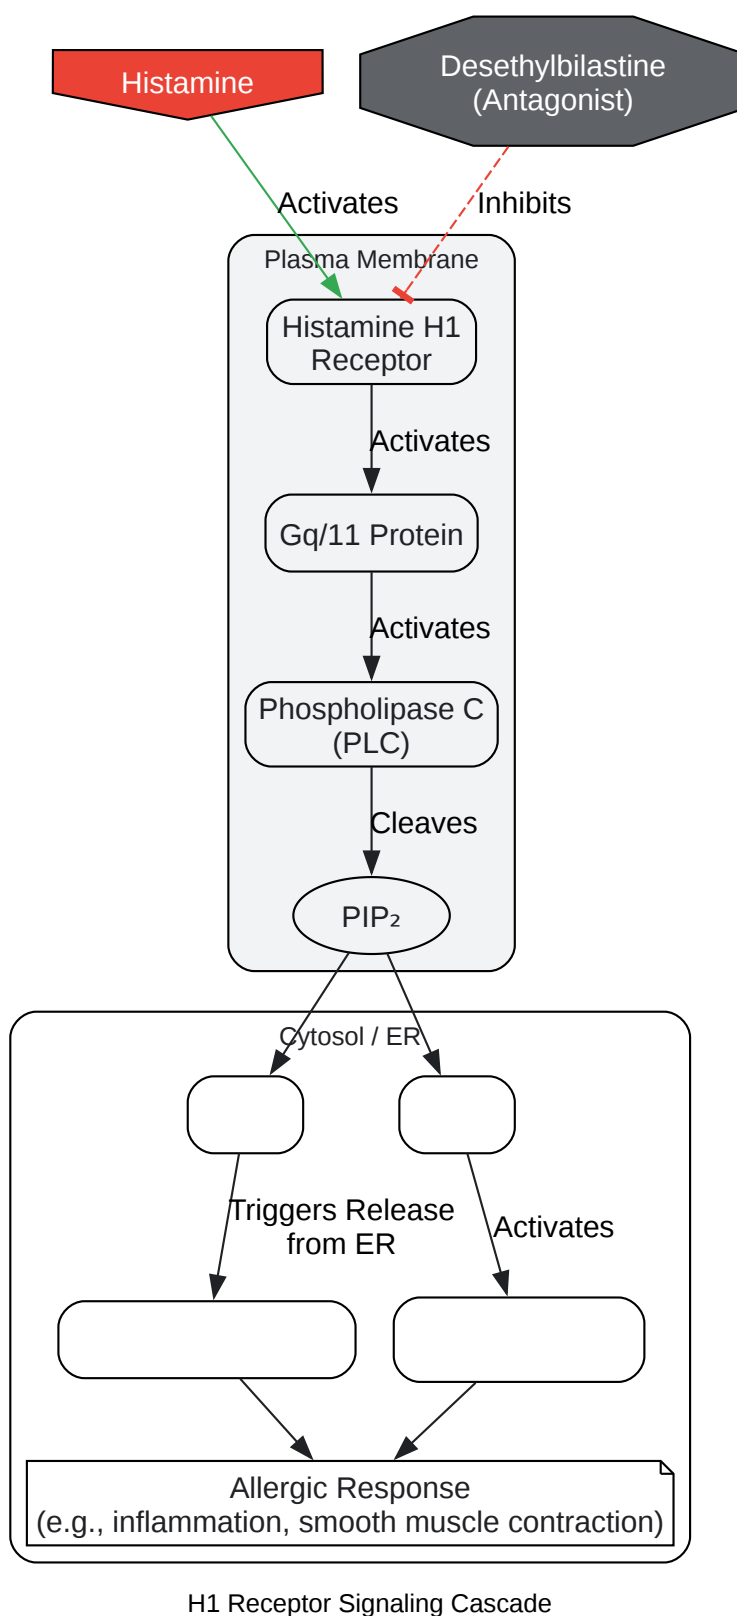 Histamine
Desethylbilastine
(Antagonist)
Activates
Inhibits
Plasma Membrane
Histamine H1
Receptor
Activates
Gq/11 Protein
Activates
Phospholipase C
(PLC)
Cleaves
PIP₂
Cytosol / ER
Triggers Release
from ER
Activates
Allergic Response
(e.g., inflammation, smooth muscle contraction)
H1 Receptor Signaling Cascade